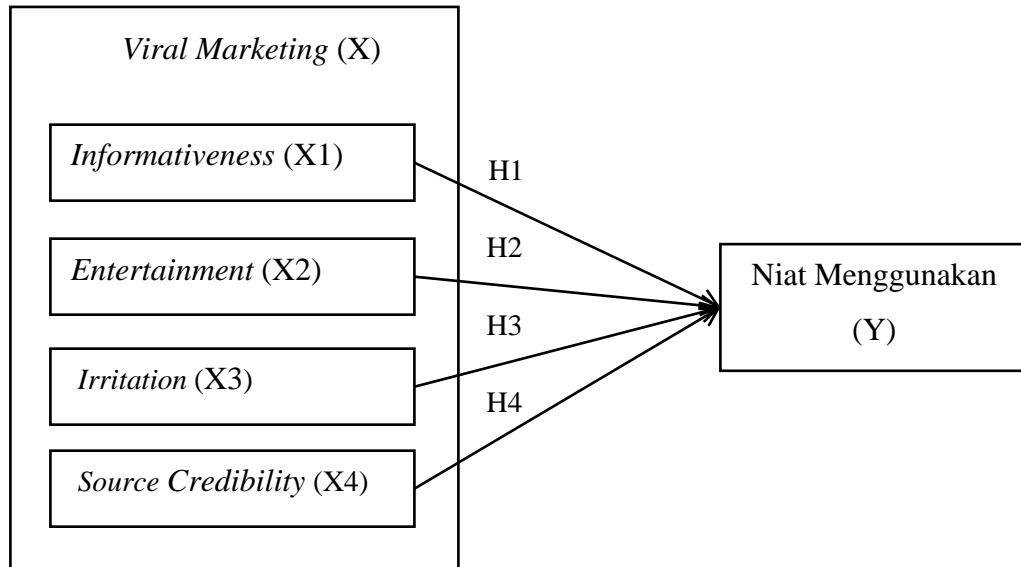 Viral Marketing (X)
Informativeness (X1)
H1
Entertainment (X2)
H2
Niat Menggunakan
(Y)
H3
Irritation (X3)
H4
Source Credibility (X4)